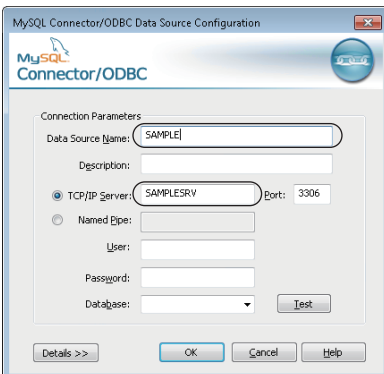 MySQL Connector/ODBC Data Source Configuration
MySQL
Connector/ODBC
Connection Parameters
Data Source Name: SAMPLE
Description:
TCP/IP Server: SAMPLESRV Port: 3306
Named Pipe:
User:
Password:
Database: Test
Details >> OK Cancel Help